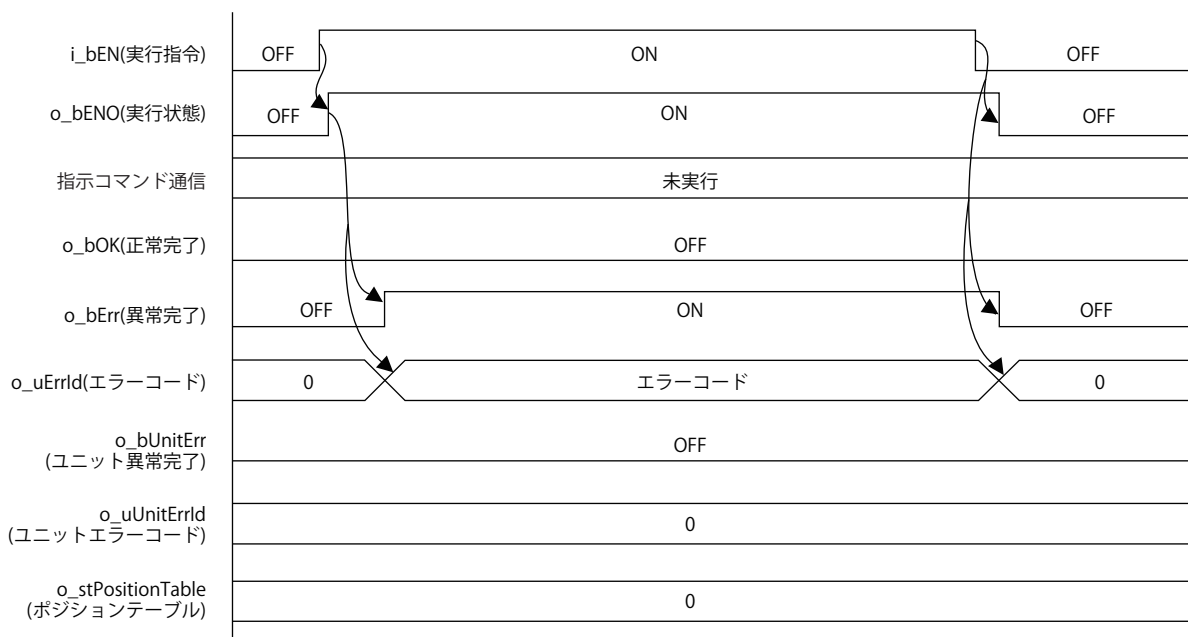 i_bEN(実行指令) OFF ON OFF
o_bENO(実行状態) OFF ON OFF
指示コマンド通信 未実行
o_bOK(正常完了) OFF
o_bErr(異常完了) OFF ON OFF
o_uErrId(エラーコード) 0 エラーコード 0
o_bUnitErr
(ユニット異常完了) OFF
o_uUnitErrId
(ユニットエラーコード) 0
o_stPositionTable
(ポジションテーブル) 0